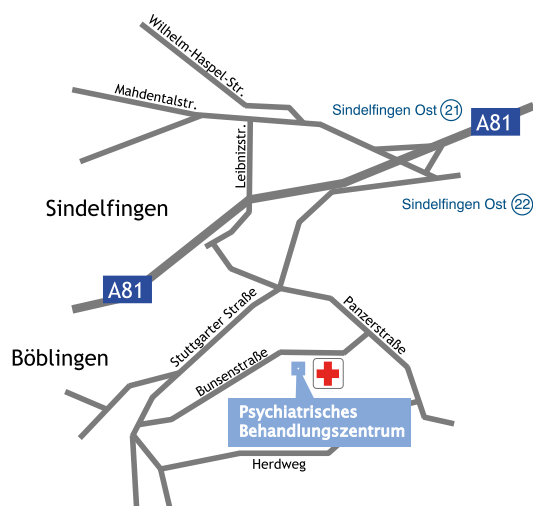 Wilhelm-Haspel-Str.
Mahdentalstr.
Sindelfingen Ost 21
A81
Leibnizstr.
Sindelfingen Ost 22
Sindelfingen
A81
Stuttgarter Straße
Panzerstraße
Böblingen
Bunsenstraße
Psychiatrisches
Behandlungszentrum
Herdweg